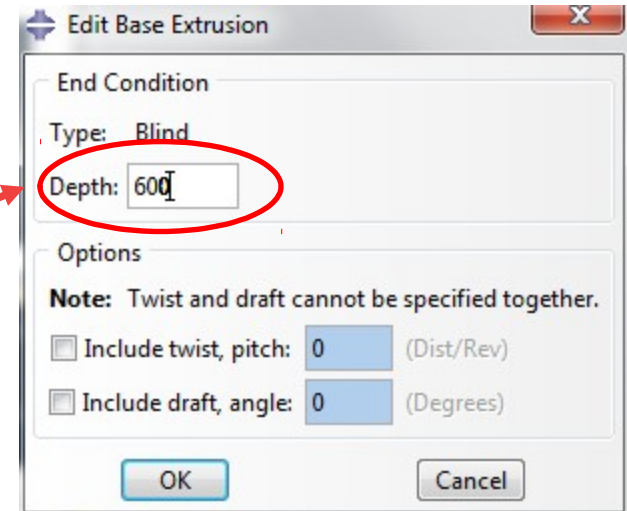 Edit Base Extrusion
End Condition
Type: Blind
Depth: 600
Options
Note: Twist and draft cannot be specified together.
Include twist, pitch: 0 (Dist/Rev)
Include draft, angle: 0 (Degrees)
OK Cancel